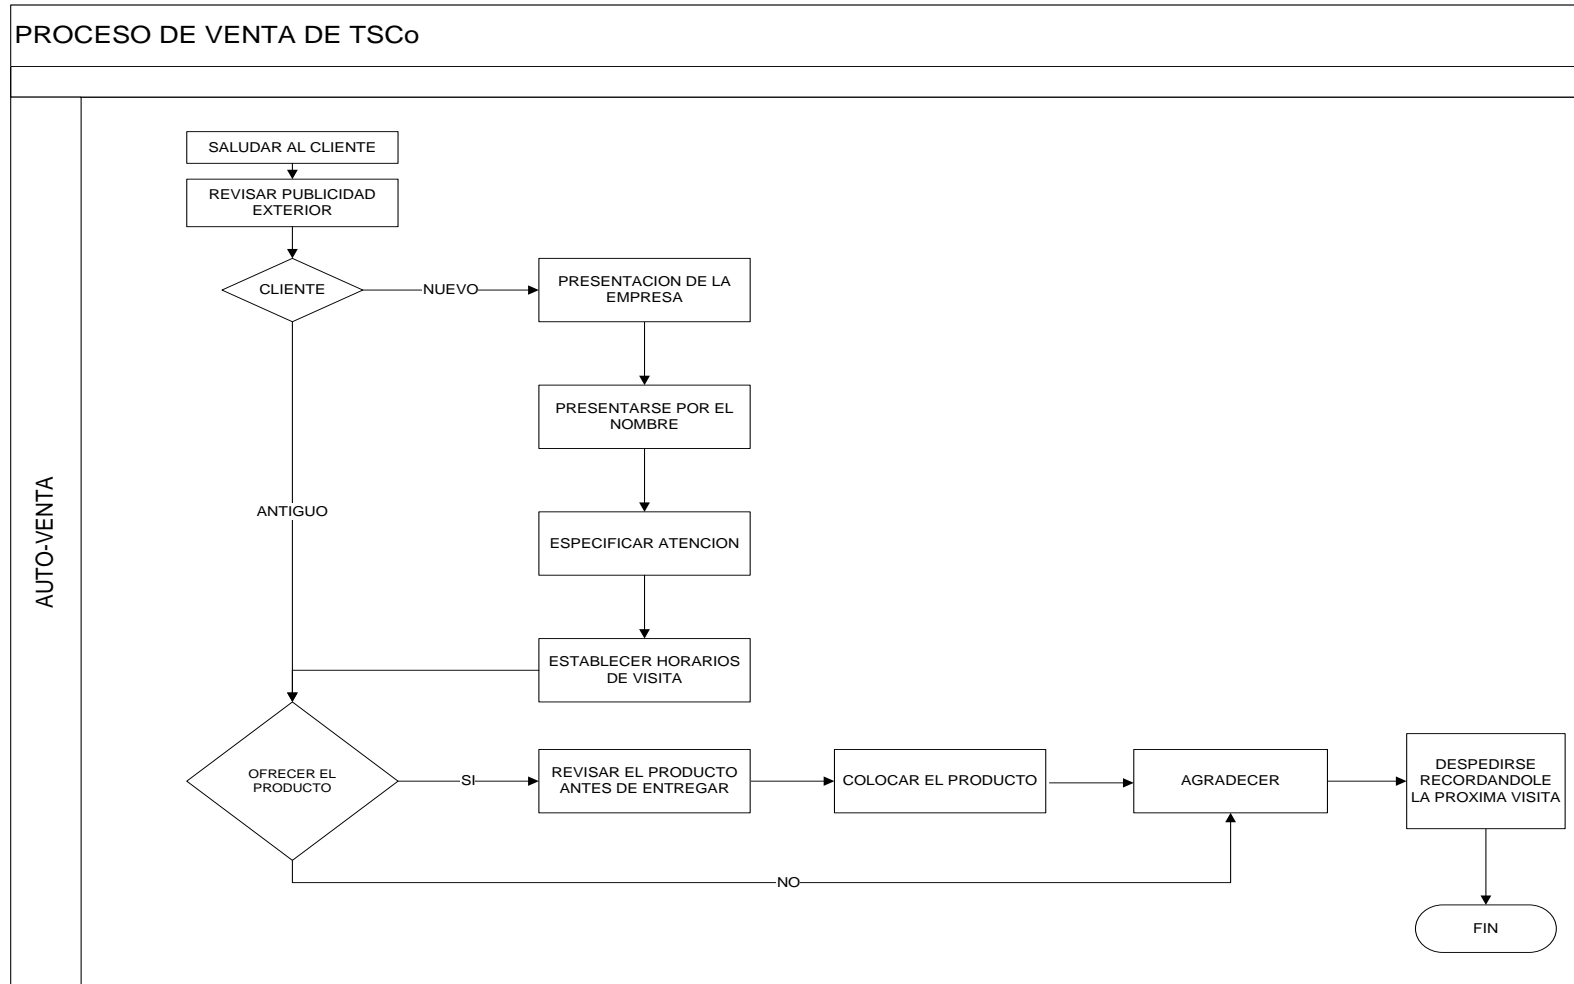 PROCESO DE VENTA DE TSCo
AUTO-VENTA
SALUDAR AL CLIENTE
REVISAR PUBLICIDAD
EXTERIOR
CLIENTE
NUEVO
PRESENTACION DE LA
EMPRESA
PRESENTARSE POR EL
NOMBRE
ANTIGUO
ESPECIFICAR ATENCION
ESTABLECER HORARIOS
DE VISITA
OFRECER EL
PRODUCTO
SI
REVISAR EL PRODUCTO
ANTES DE ENTREGAR
COLOCAR EL PRODUCTO
AGRADECER
DESPEDIRSE
RECORDANDOLE
LA PROXIMA VISITA
NO
FIN